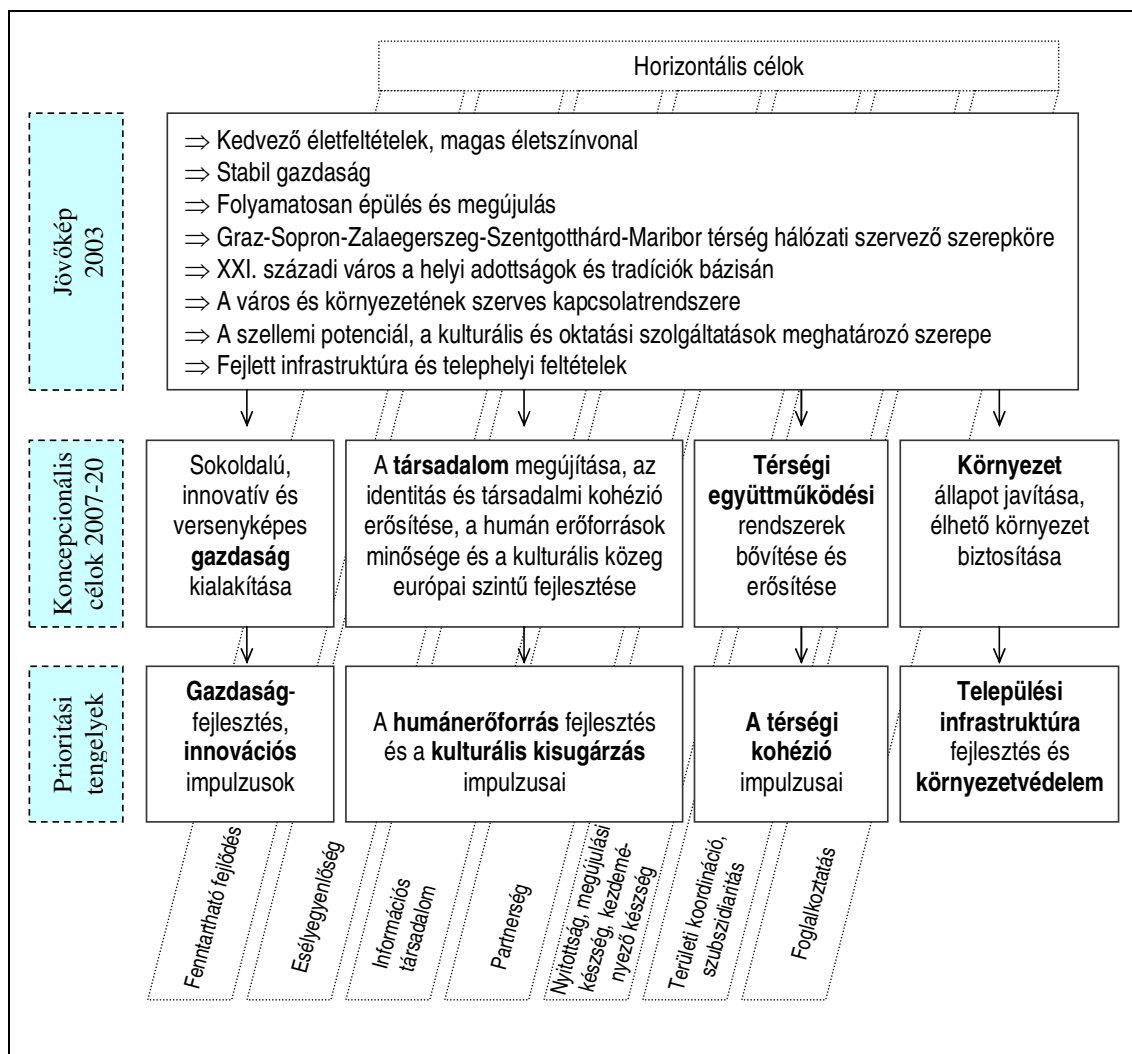 Horizontális célok
Jövőkép
2003
⇒ Kedvező életfeltételek, magas életszínvonal
⇒ Stabil gazdaság
⇒ Folyamatosan épülés és megújulás
⇒ Graz-Sopron-Zalaegerszeg-Szentgotthárd-Maribor térség hálózati szervező szerepköre
⇒ XXI. századi város a helyi adottságok és tradíciók bázisán
⇒ A város és környezetének szerves kapcsolatrendszere
⇒ A szellemi potenciál, a kulturális és oktatási szolgáltatások meghatározó szerepe
⇒ Fejlett infrastruktúra és telephelyi feltételek
Koncepcionális
célok 2007-20
Sokoldalú,
innovatív és
versenyképes
gazdaság
kialakítása
A társadalom megújítása, az
identitás és társadalmi kohézió
erősítése, a humán erőforrások
minősége és a kulturális közeg
európai szintű fejlesztése
Térségi
együttműködési
rendszerek
bővítése és
erősítése
Környezet
állapot javítása,
élhető környezet
biztosítása
Prioritási
tengelyek
Gazdaság-
fejlesztés,
innovációs
impulzusok
A humánerőforrás fejlesztés
és a kulturális kisugárzás
impulzusai
A térségi
kohézió
impulzusai
Települési
infrastruktúra
fejlesztés és
környezetvédelem
Fenntartható fejlődés
Esélyegyenlőség
Információs
társadalom
Partnerség
Nyitottság, megújulási
készség, kezdemé-
nyező készség
Területi koordináció,
szubszidiaritás
Foglalkoztatás